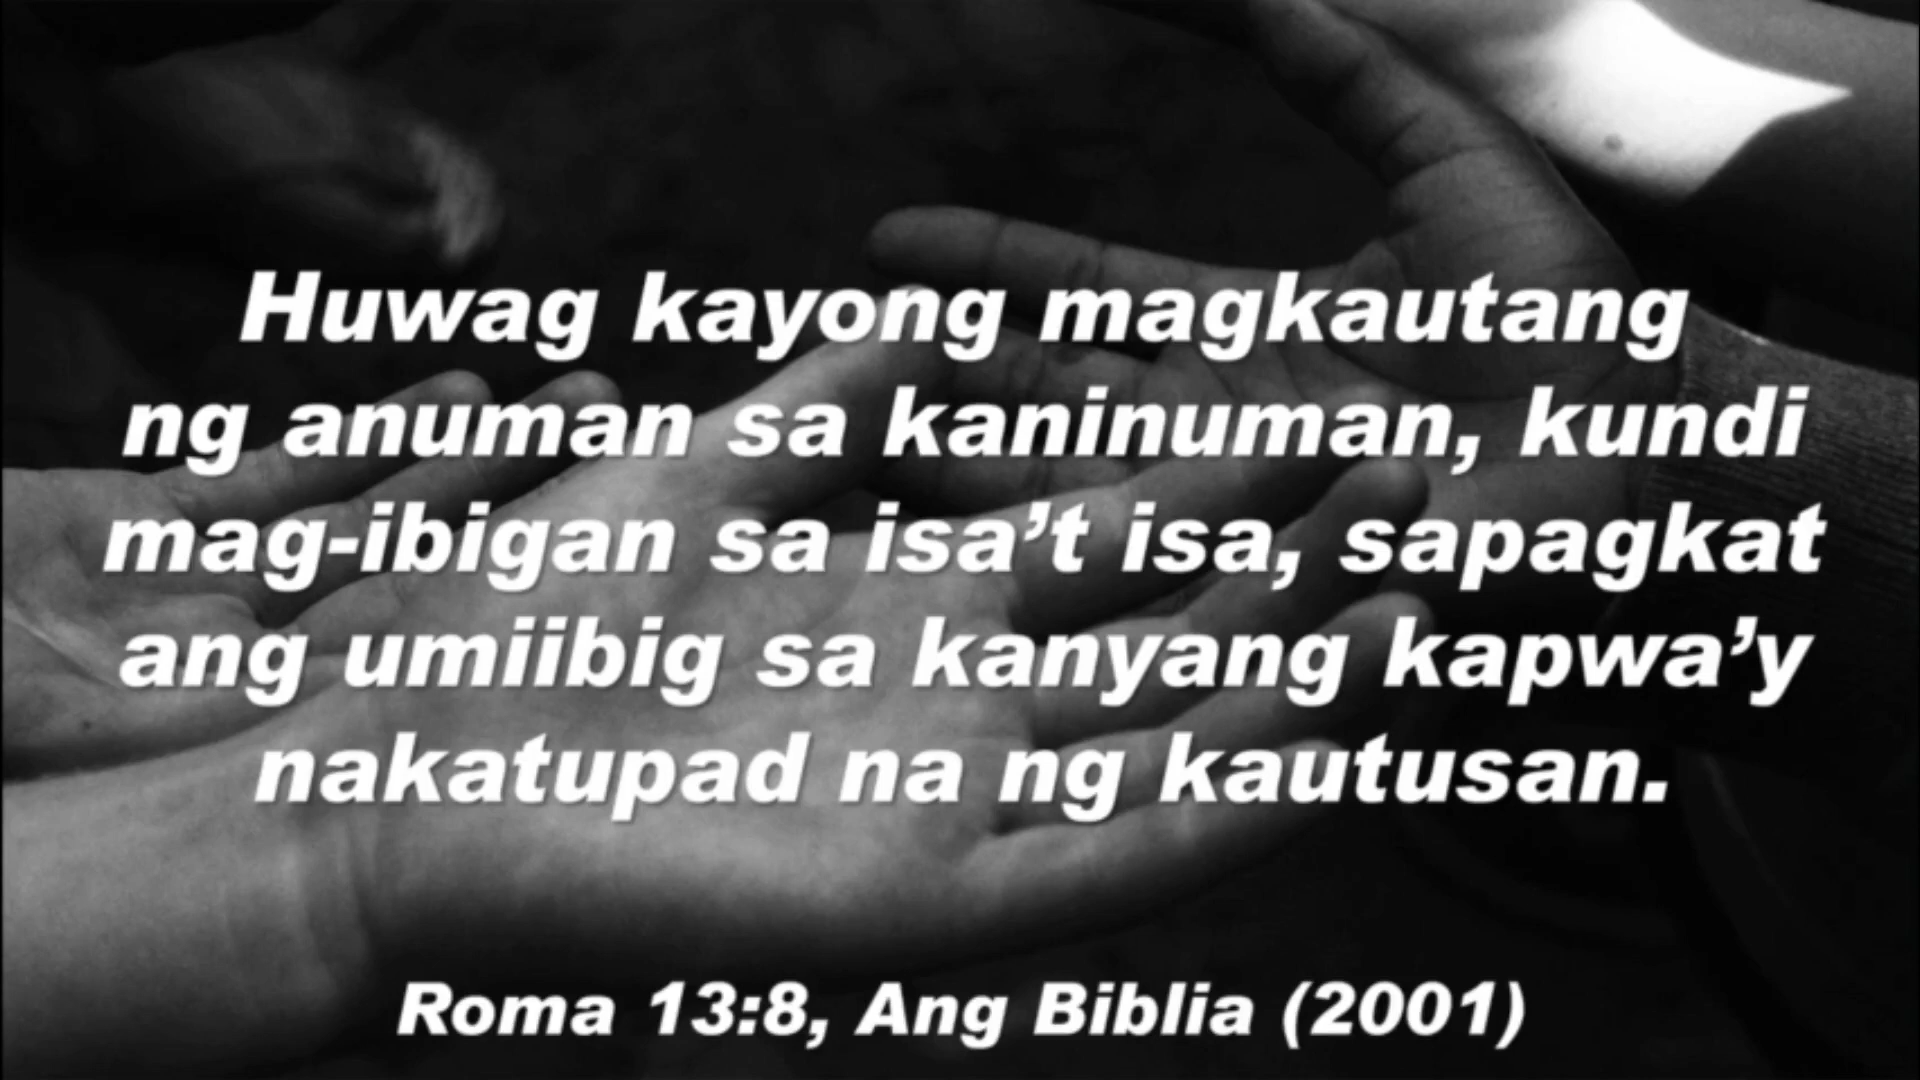 Huwag kayong magkautang
ng anuman sa kaninuman, kundi
mag-ibigan sa isa’t isa, sapagkat
ang umiibig sa kanyang kapwa’y
nakatupad na ng kautusan.
Roma 13:8, Ang Biblia (2001)